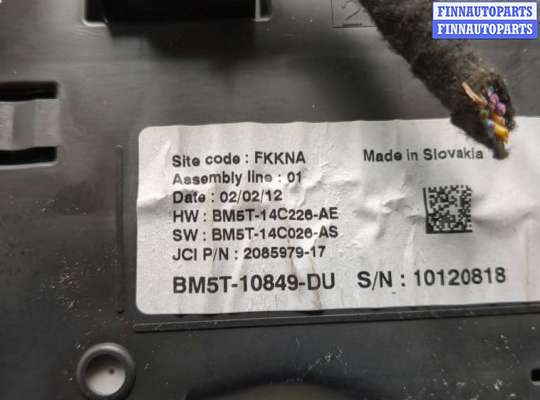 FINNAUTOPARTS
FINNAUTOPARTS
FINNAUTOPARTS
Site code : FKKNA
Made in Slovakia
Assembly line : 01
Date : 02/02/12
HW : BM5T-14C226-AE
SW : BM5T-14C026-AS
JCI P/N : 2085979-17
BM5T-10849-DU S/N : 10120818